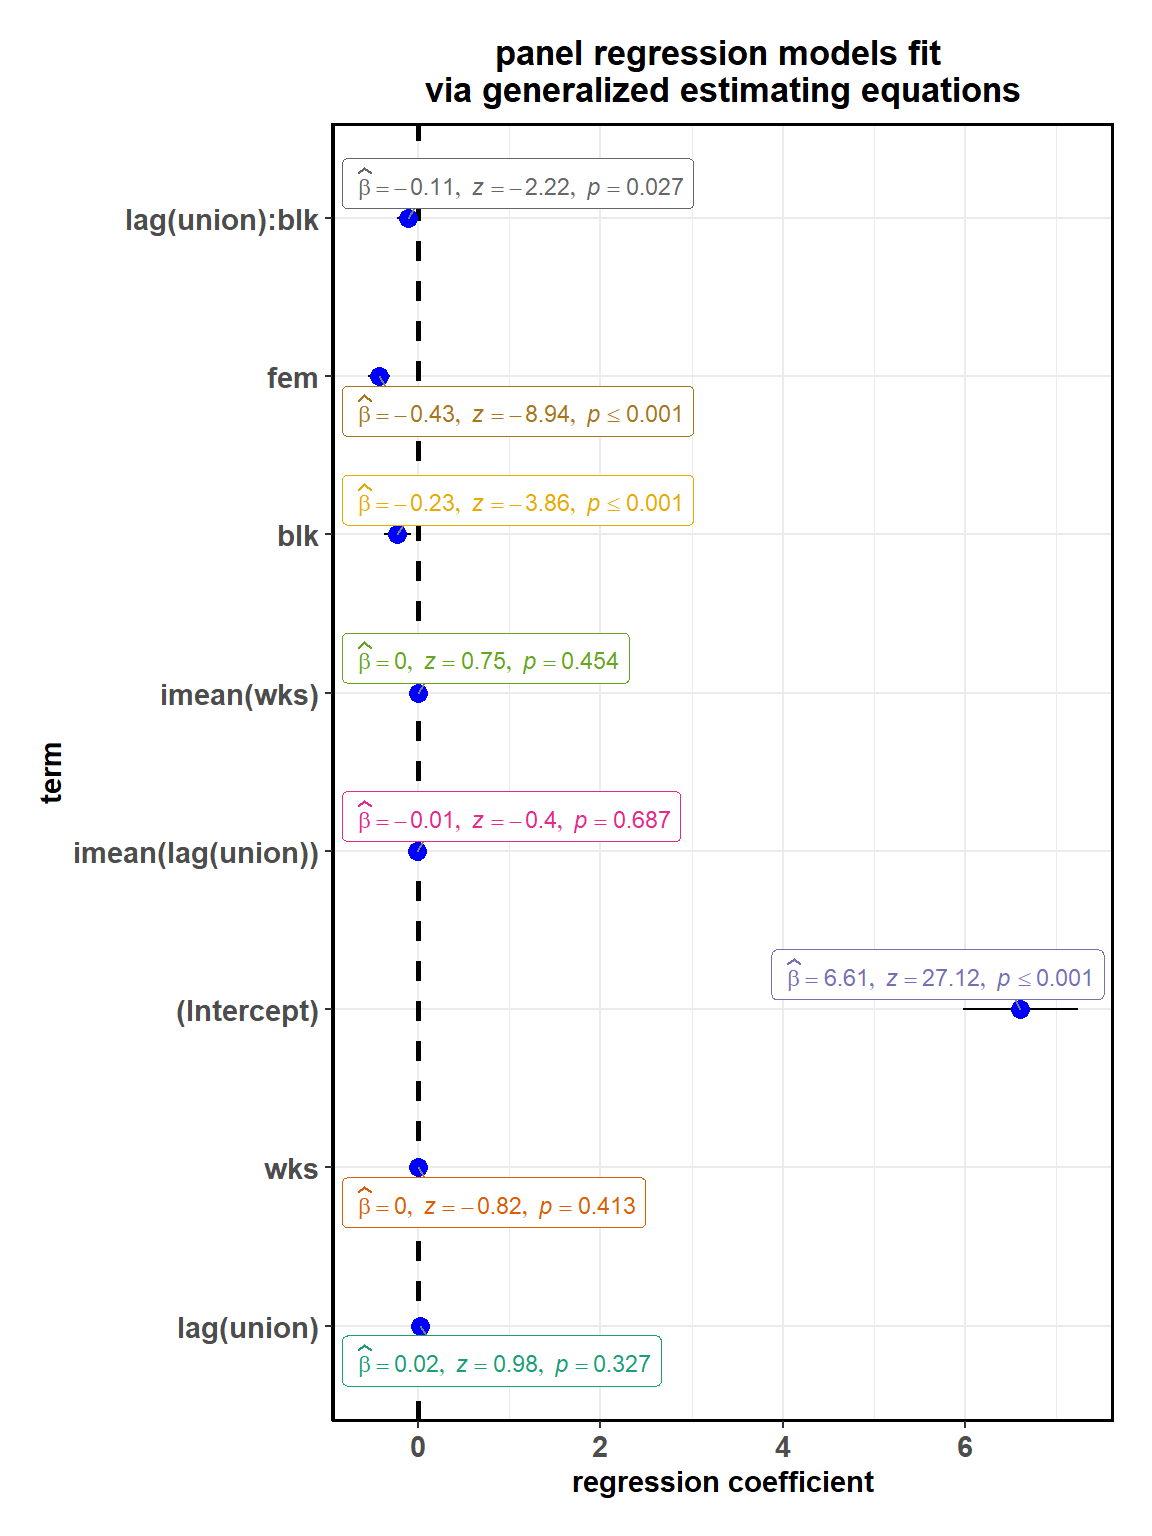 panel regression models fit
via generalized estimating equations
β̂ = −0.11, z = −2.22, p = 0.027
lag(union):blk
fem
β̂ = −0.43, z = −8.94, p ≤ 0.001
β̂ = −0.23, z = −3.86, p ≤ 0.001
blk
β̂ = 0, z = 0.75, p = 0.454
imean(wks)
β̂ = −0.01, z = −0.4, p = 0.687
imean(lag(union))
β̂ = 6.61, z = 27.12, p ≤ 0.001
(Intercept)
wks
β̂ = 0, z = −0.82, p = 0.413
lag(union)
β̂ = 0.02, z = 0.98, p = 0.327
term
0 2 4 6
regression coefficient